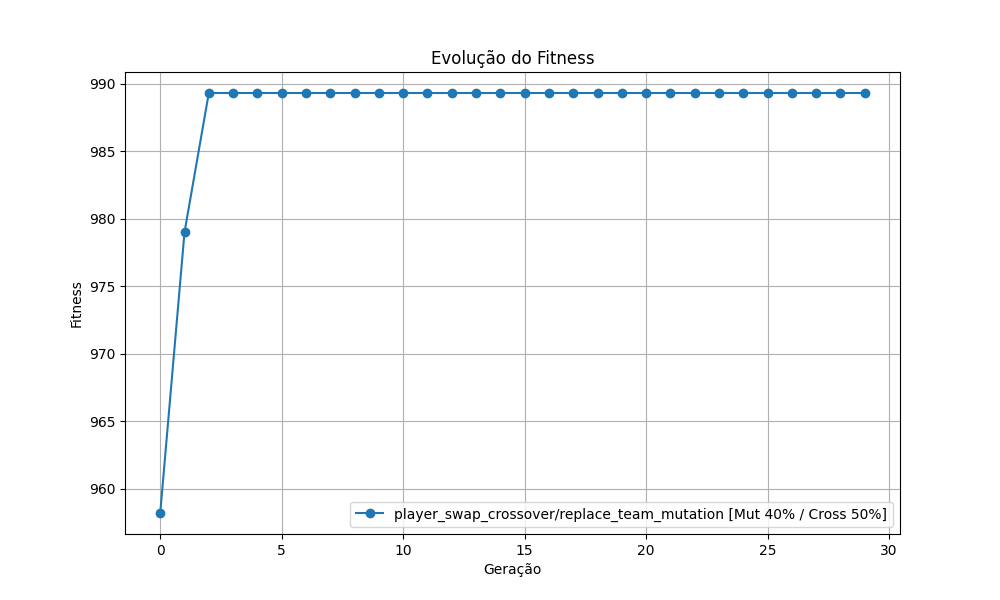 Evolução do Fitness
Fitness
990
985
980
975
970
965
960
player_swap_crossover/replace_team_mutation [Mut 40% / Cross 50%]
0 5 10 15 20 25 30
Geração